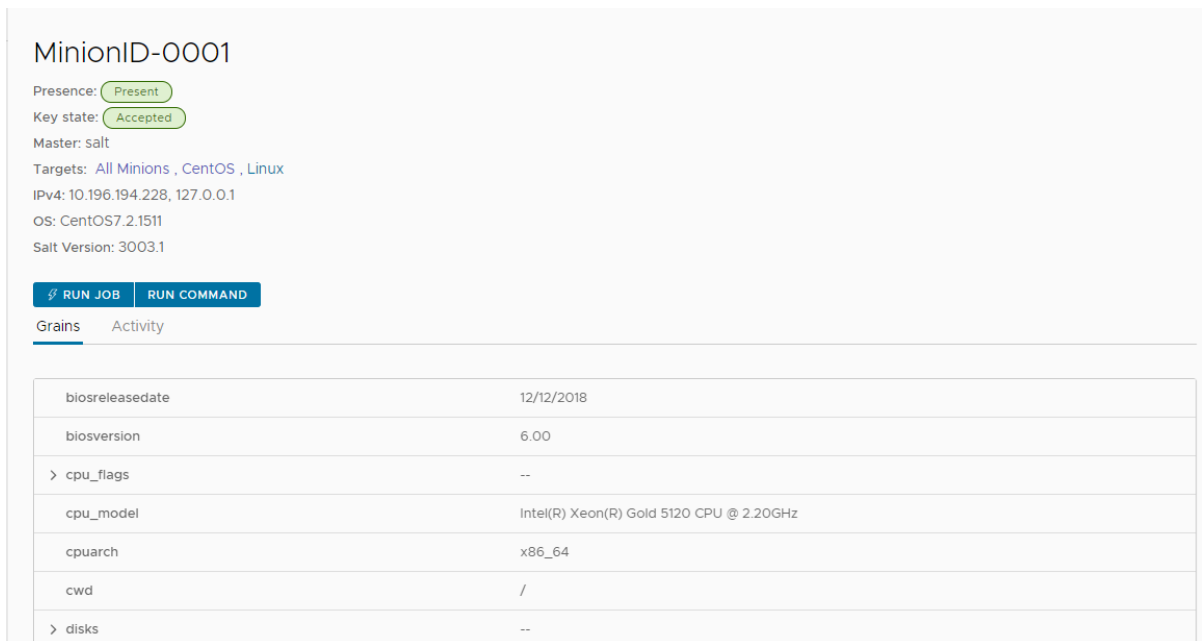 MinionID-0001
Presence: Present
Key state: Accepted
Master: salt
Targets: All Minions , CentOS , Linux
IPv4: 10.196.194.228, 127.0.0.1
OS: CentOS7.2.1511
Salt Version: 3003.1
RUN JOB RUN COMMAND
Grains Activity
biosreleasedate 12/12/2018
biosversion 6.00
> cpu_flags --
cpu_model Intel(R) Xeon(R) Gold 5120 CPU @ 2.20GHz
cpuarch x86_64
cwd /
> disks --